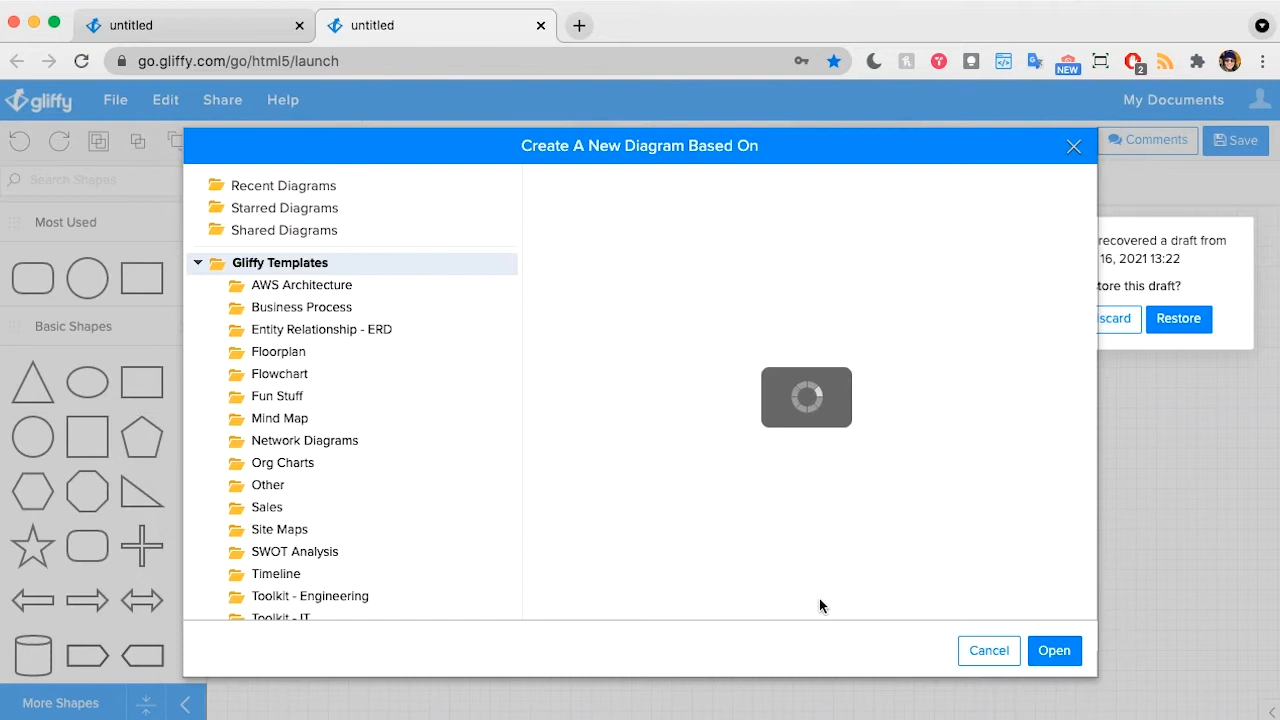 untitled
untitled
go.gliffy.com/go/html5/launch
NEW
2
gliffy
File
Edit
Share
Help
My Documents
Create A New Diagram Based On
Comments
Save
Search Shapes
Most Used
Basic Shapes
More Shapes
Recent Diagrams
Starred Diagrams
Shared Diagrams
Gliffy Templates
AWS Architecture
Business Process
Entity Relationship - ERD
Floorplan
Flowchart
Fun Stuff
Mind Map
Network Diagrams
Org Charts
Other
Sales
Site Maps
SWOT Analysis
Timeline
Toolkit - Engineering
Toolkit - IT
recovered a draft from
16, 2021 13:22
tore this draft?
scard
Restore
Cancel
Open